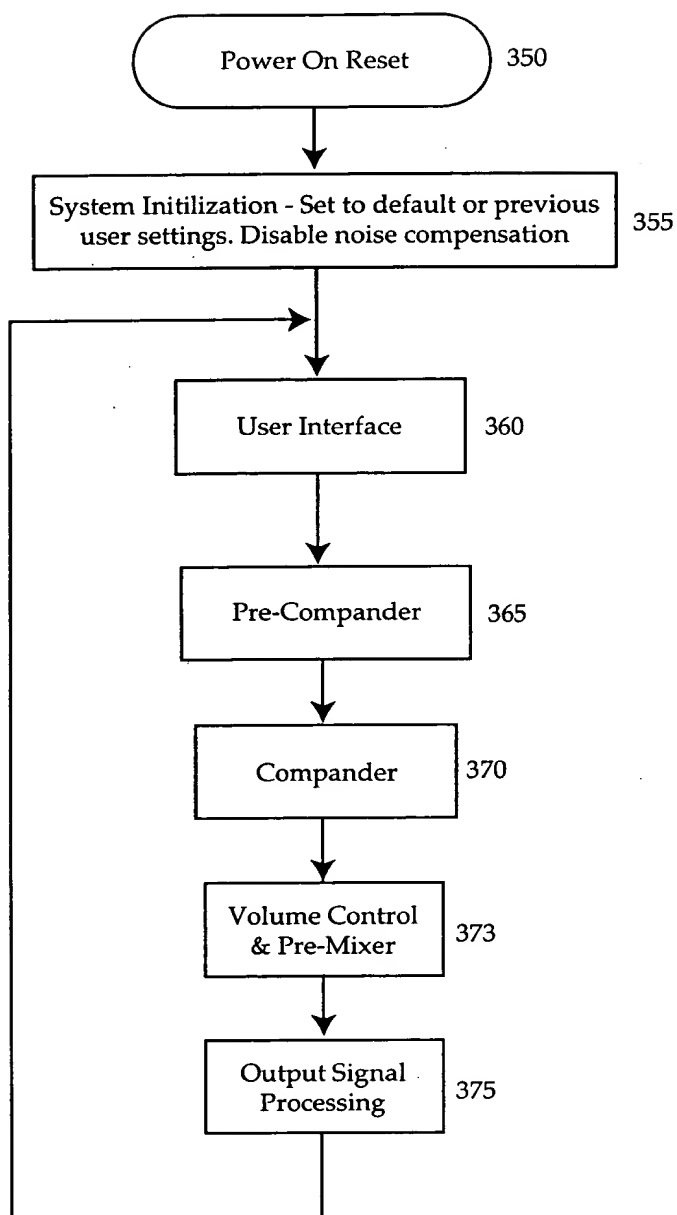 Power On Reset
350
System Initilization - Set to default or previous
user settings. Disable noise compensation
355
User Interface
360
Pre-Compander
365
Compander
370
Volume Control
& Pre-Mixer
373
Output Signal
Processing
375